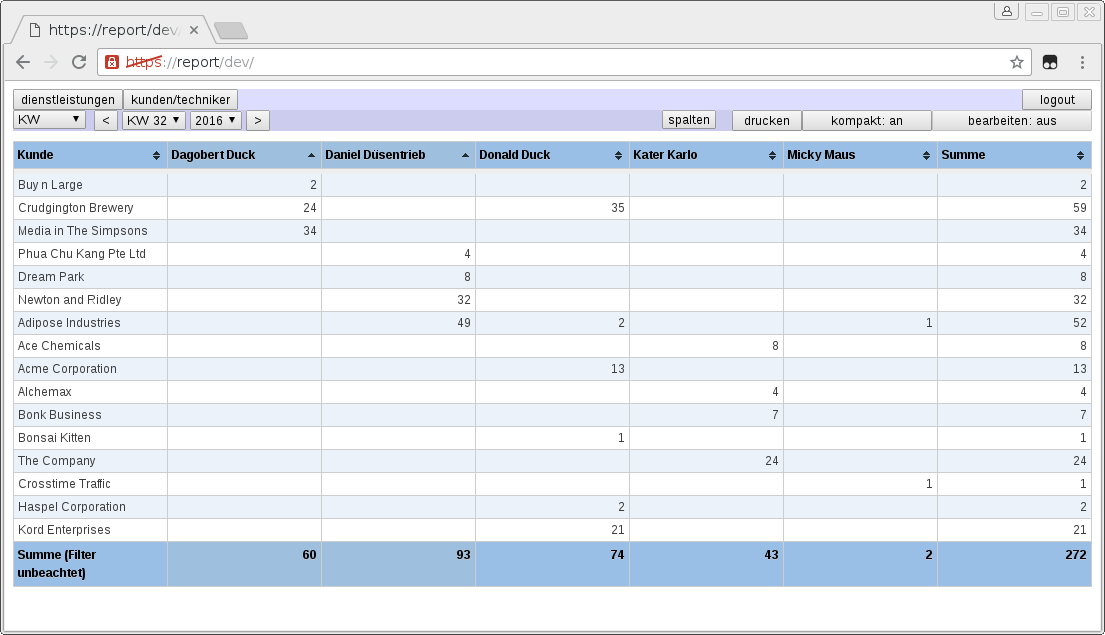 https://report/dev/
https://report/dev/
dienstleistungen kunden/techniker logout
KW < KW 32 2016 > spalten drucken kompakt: an bearbeiten: aus
Kunde Dagobert Duck Daniel Düsentrieb Donald Duck Kater Karlo Micky Maus Summe
Buy n Large 2 2
Crudgington Brewery 24 35 59
Media in The Simpsons 34 34
Phua Chu Kang Pte Ltd 4 4
Dream Park 8 8
Newton and Ridley 32 32
Adipose Industries 49 2 1 52
Ace Chemicals 8 8
Acme Corporation 13 13
Alchemax 4 4
Bonk Business 7 7
Bonsai Kitten 1 1
The Company 24 24
Crosstime Traffic 1 1
Haspel Corporation 2 2
Kord Enterprises 21 21
Summe (Filter 60 93 74 43 2 272
unbeachtet)